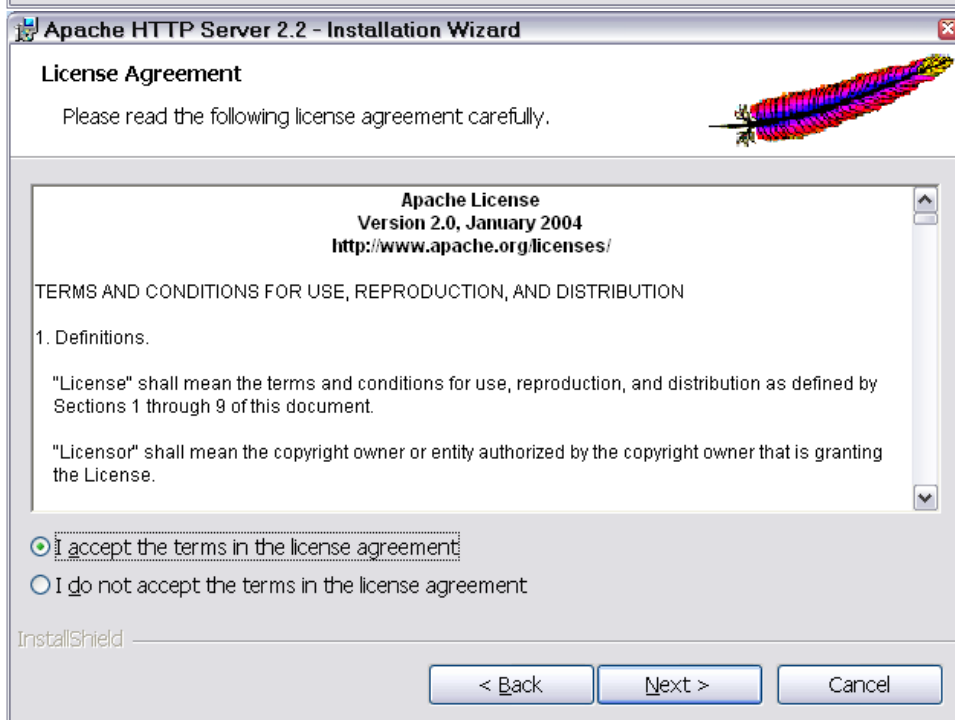 Apache HTTP Server 2.2 - Installation Wizard
License Agreement
Please read the following license agreement carefully.
Apache License
Version 2.0, January 2004
http://www.apache.org/licenses/
TERMS AND CONDITIONS FOR USE, REPRODUCTION, AND DISTRIBUTION
1. Definitions.
"License" shall mean the terms and conditions for use, reproduction, and distribution as defined by
Sections 1 through 9 of this document.
"Licensor" shall mean the copyright owner or entity authorized by the copyright owner that is granting
the License.
I accept the terms in the license agreement
I do not accept the terms in the license agreement
InstallShield
< Back
Next >
Cancel